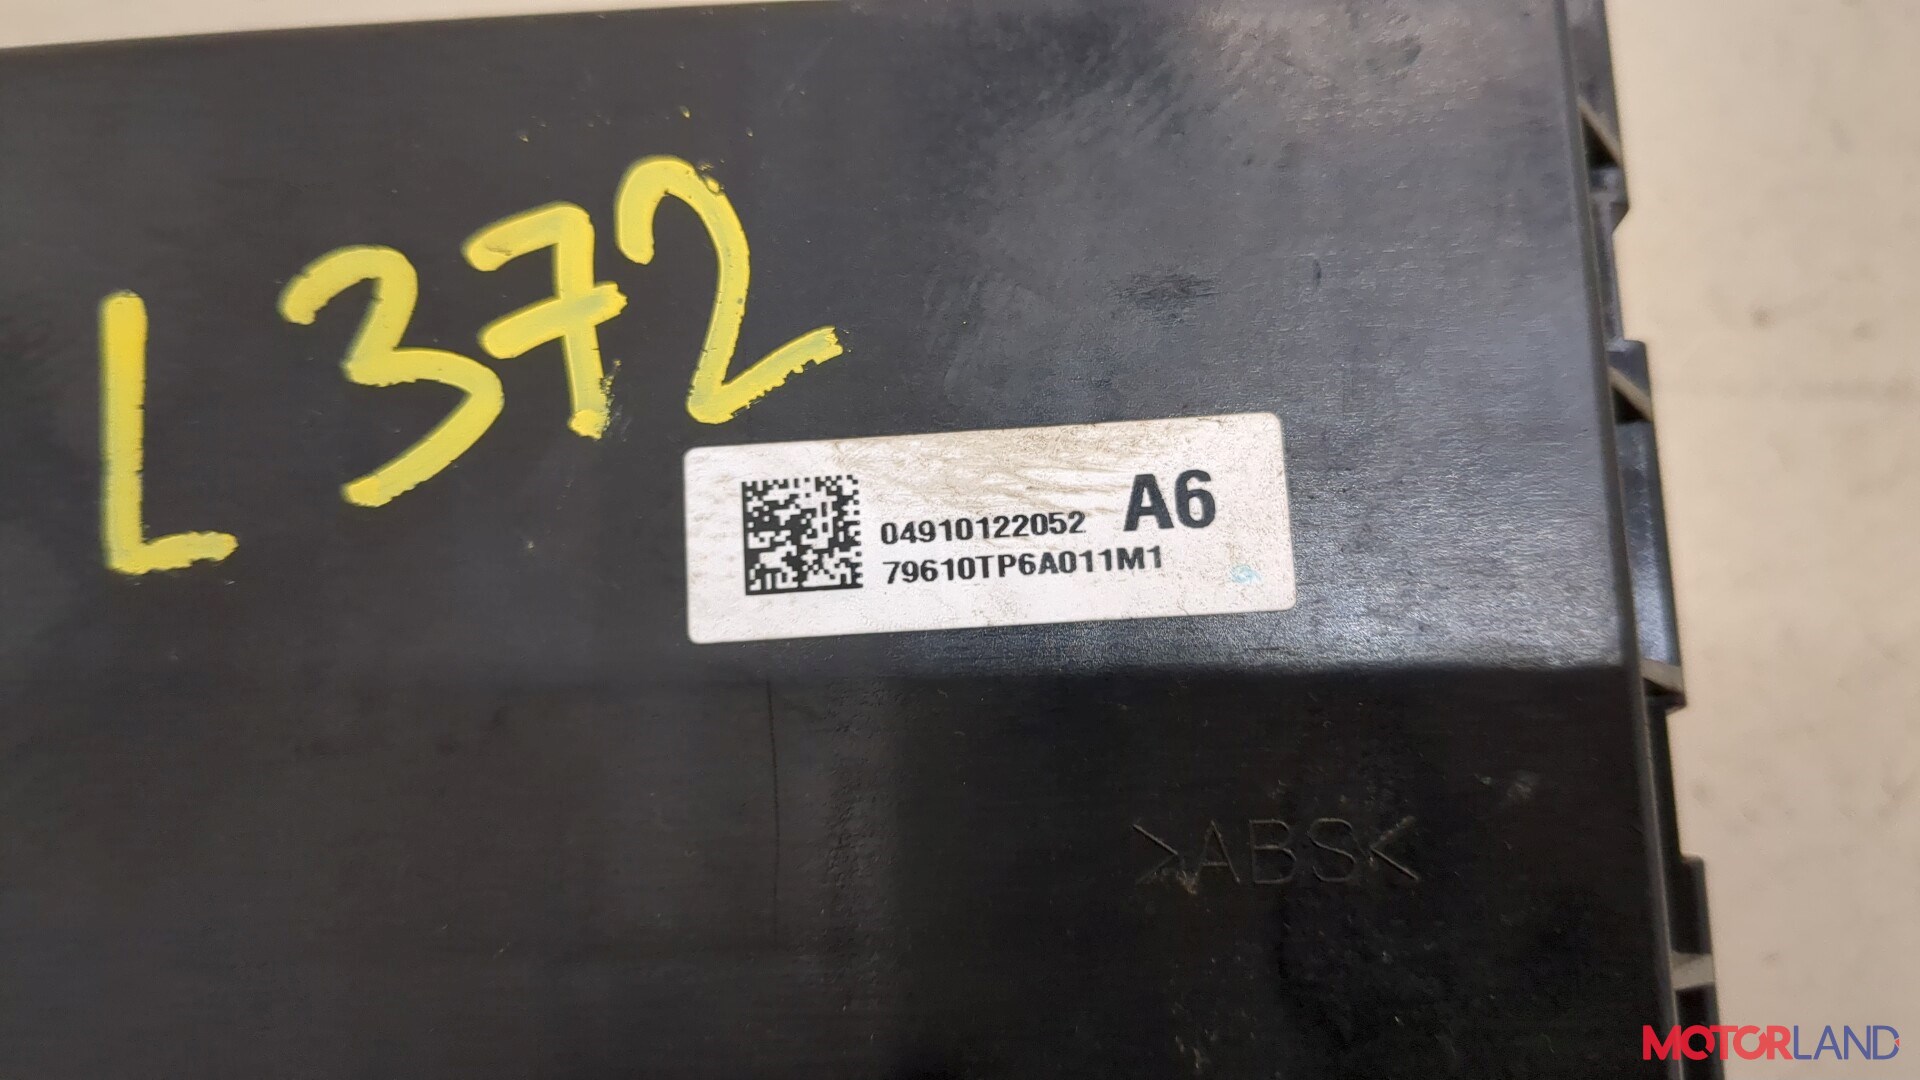 L 372
A6
04910122052
79610TP6A011M1
>ABS<
MOTORLAND